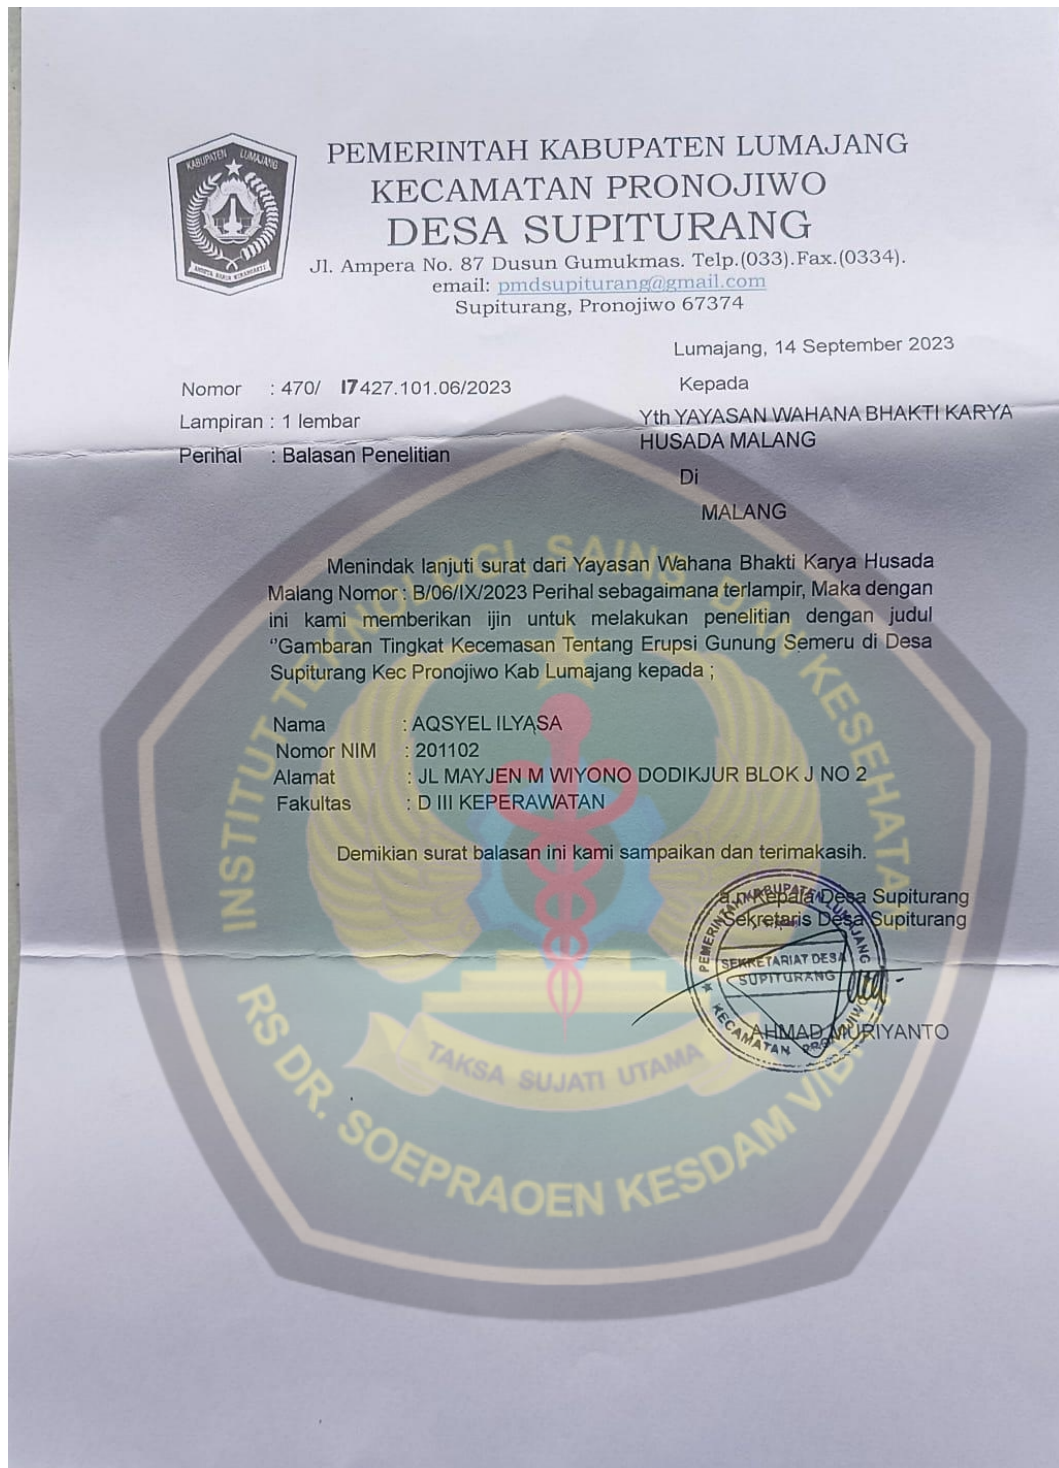 KABUPATEN LUMAJANG
PEMERINTAH KABUPATEN LUMAJANG
KECAMATAN PRONOJIWO
DESA SUPITURANG
Jl. Ampera No. 87 Dusun Gumukmas. Telp.(033).Fax.(0334).
email: pmdsupiturang@gmail.com
Supiturang, Pronojiwo 67374
Lumajang, 14 September 2023
Nomor : 470/ 17427.101.06/2023
Kepada
Lampiran : 1 lembar
Yth YAYASAN WAHANA BHAKTI KARYA
HUSADA MALANG
Perihal : Balasan Penelitian
Di
MALANG
Menindak lanjuti surat dari Yayasan Wahana Bhakti Karya Husada
Malang Nomor : B/06/IX/2023 Perihal sebagaimana terlampir, Maka dengan
ini kami memberikan ijin untuk melakukan penelitian dengan judul
‘’Gambaran Tingkat Kecemasan Tentang Erupsi Gunung Semeru di Desa
Supiturang Kec Pronojiwo Kab Lumajang kepada ;
Nama : AQSYEL ILYASA
Nomor NIM : 201102
Alamat : JL MAYJEN M WIYONO DODIKJUR BLOK J NO 2
Fakultas : D III KEPERAWATAN
Demikian surat balasan ini kami sampaikan dan terimakasih.
a.n Kepala Desa Supiturang
Sekretaris Desa Supiturang
PEMERINTAH KABUPATEN LUMAJANG
SEKRETARIAT DESA
SUPITURANG
KECAMATAN PRONOJIWO
AHMAD MURIYANTO
INSTITUT TEKNOLOGI, SAINS, DAN KESEHATAN
TAKSA SUJATI UTAMA
RS DR. SOEPRAOEN KESDAM